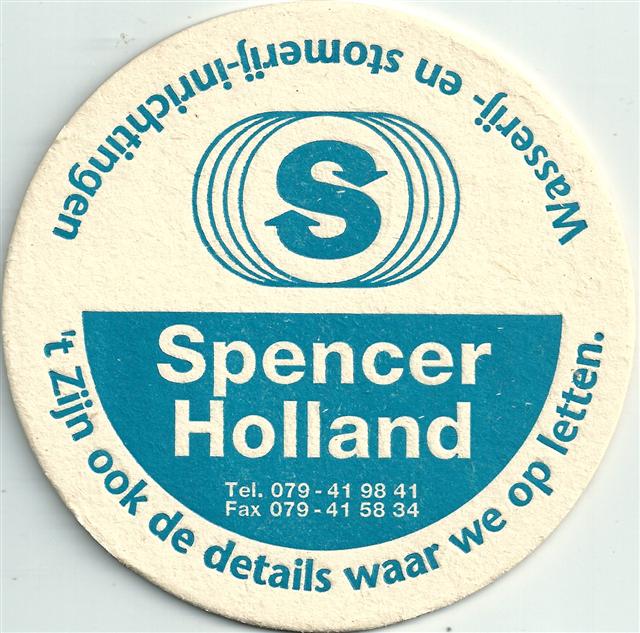 Wasserij- en stomerij-inrichtingen
S
Spencer
Holland
Tel. 079-41 98 41
Fax 079-41 58 34
't Zijn ook de details waar we op letten.